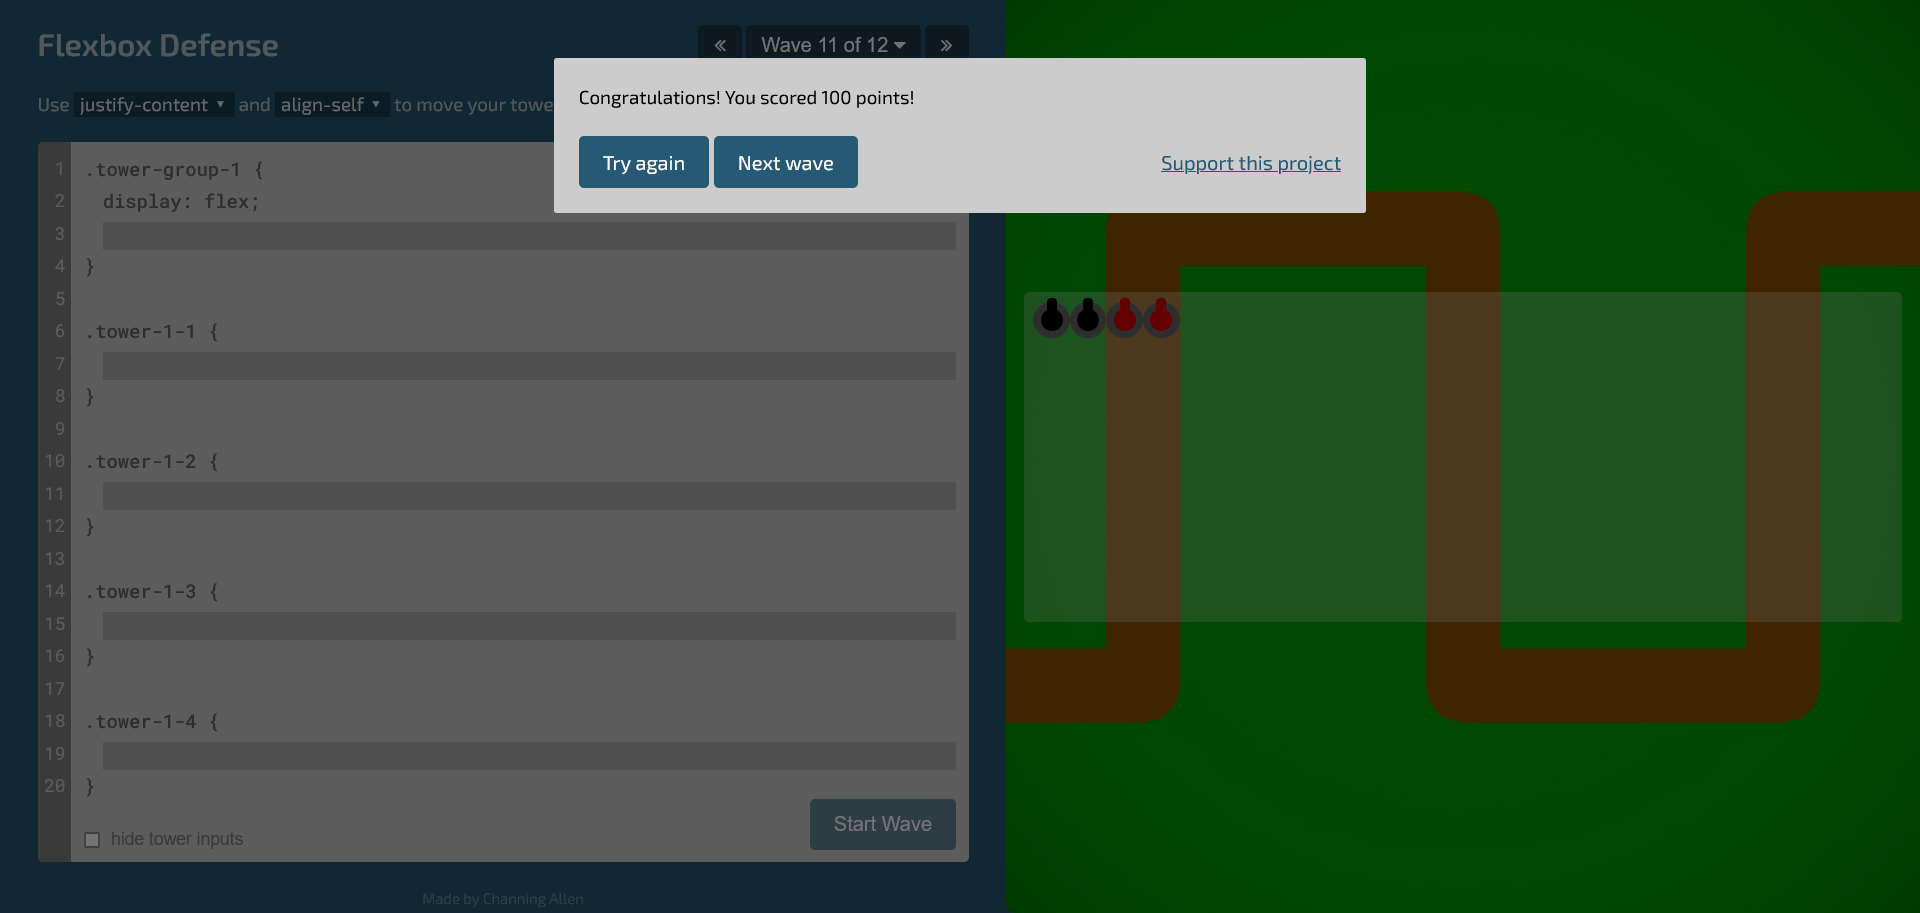 Flexbox Defense
« Wave 11 of 12 »
Use justify-content and align-self to move your towe
Congratulations! You scored 100 points!
Try again Next wave Support this project
1 .tower-group-1 {
2 display: flex;
3
4 }
5
6 .tower-1-1 {
7
8 }
9
10 .tower-1-2 {
11
12 }
13
14 .tower-1-3 {
15
16 }
17
18 .tower-1-4 {
19
20 }
Start Wave
hide tower inputs
Made by Channing Allen